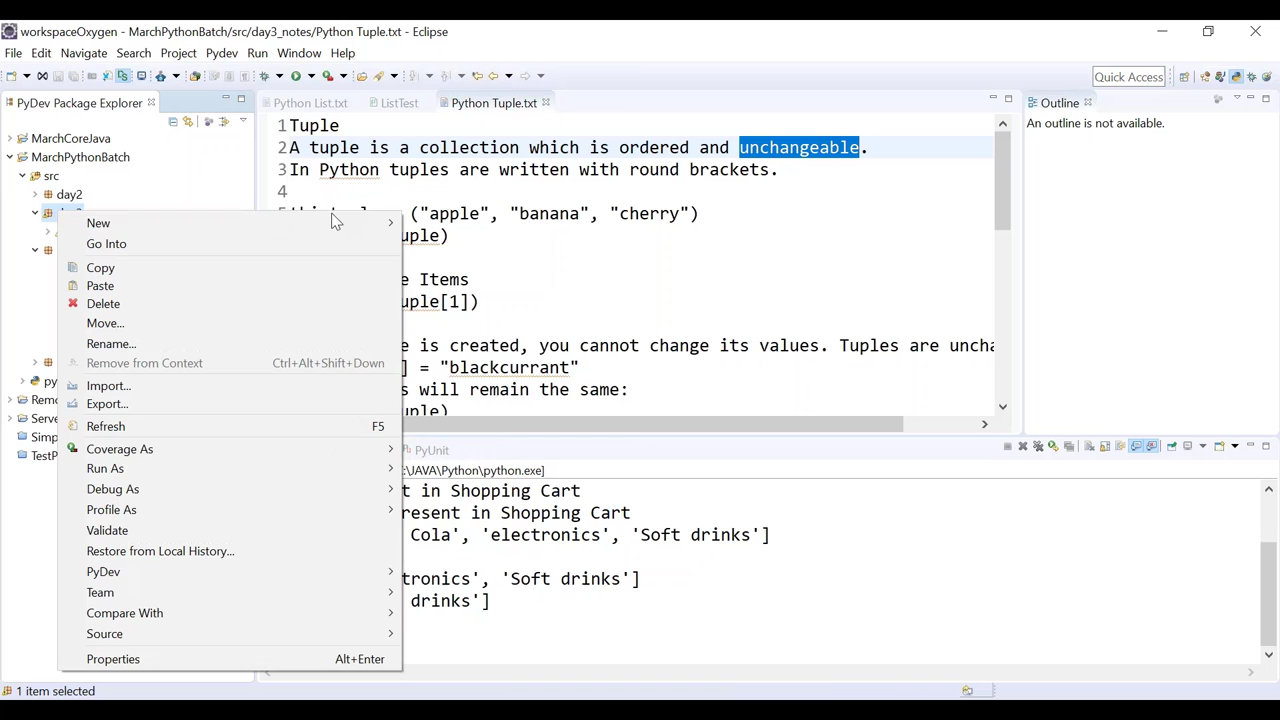 workspaceOxygen - MarchPythonBatch/src/day3_notes/Python Tuple.txt - Eclipse
File Edit Navigate Search Project Pydev Run Window Help
Quick Access
PyDev Package Explorer
Python List.txt ListTest Python Tuple.txt
Outline
An outline is not available.
MarchCoreJava
MarchPythonBatch
src
day2
py
Remo
Serve
Simp
TestP
New
Go Into
Copy
Paste
Delete
Move...
Rename...
Remove from Context Ctrl+Alt+Shift+Down
Import...
Export...
Refresh F5
Coverage As
Run As
Debug As
Profile As
Validate
Restore from Local History...
PyDev
Team
Compare With
Source
Properties Alt+Enter
1 Tuple
2 A tuple is a collection which is ordered and unchangeable.
3 In Python tuples are written with round brackets.
4
("apple", "banana", "cherry")
uple)
e Items
uple[1])
e is created, you cannot change its values. Tuples are uncha
] = "blackcurrant"
s will remain the same:
uple)
PyUnit
:\JAVA\Python\python.exe]
t in Shopping Cart
resent in Shopping Cart
Cola', 'electronics', 'Soft drinks']
tronics', 'Soft drinks']
drinks']
1 item selected